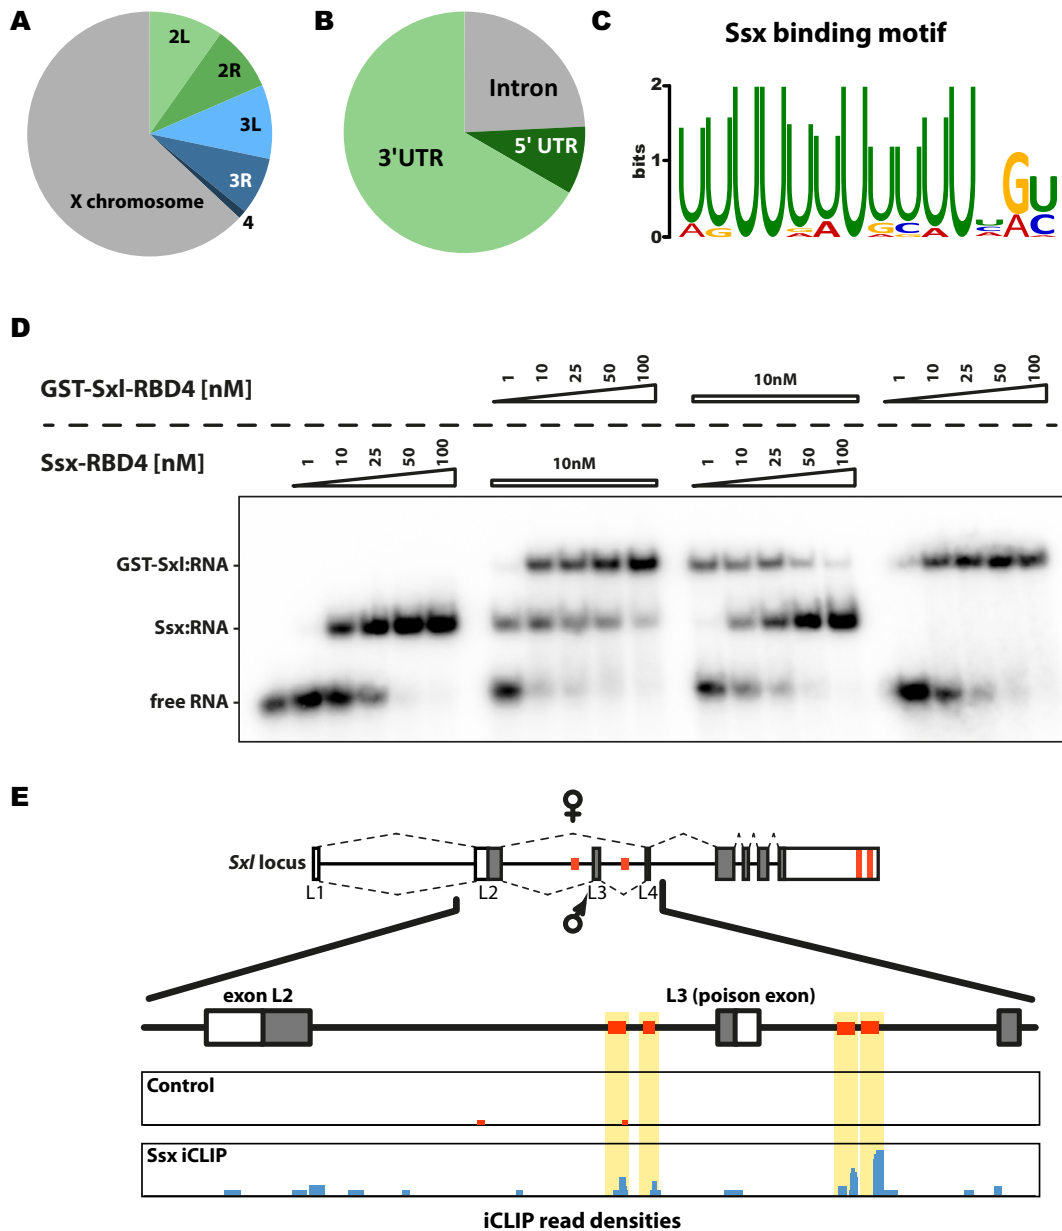 A
2L
2R
3L
3R
4
X chromosome
B
Intron
5' UTR
3'UTR
C
Ssx binding motif
2
1
0
bits
D
GST-Sxl-RBD4 [nM]
1 10 25 50 100
10nM
1 10 25 50 100
Ssx-RBD4 [nM]
1 10 25 50 100
10nM
1 10 25 50 100
GST-Sxl:RNA
Ssx:RNA
free RNA
E
♀
Sxl locus
L1 L2 L3 L4
♂
exon L2
L3 (poison exon)
Control
Ssx iCLIP
iCLIP read densities